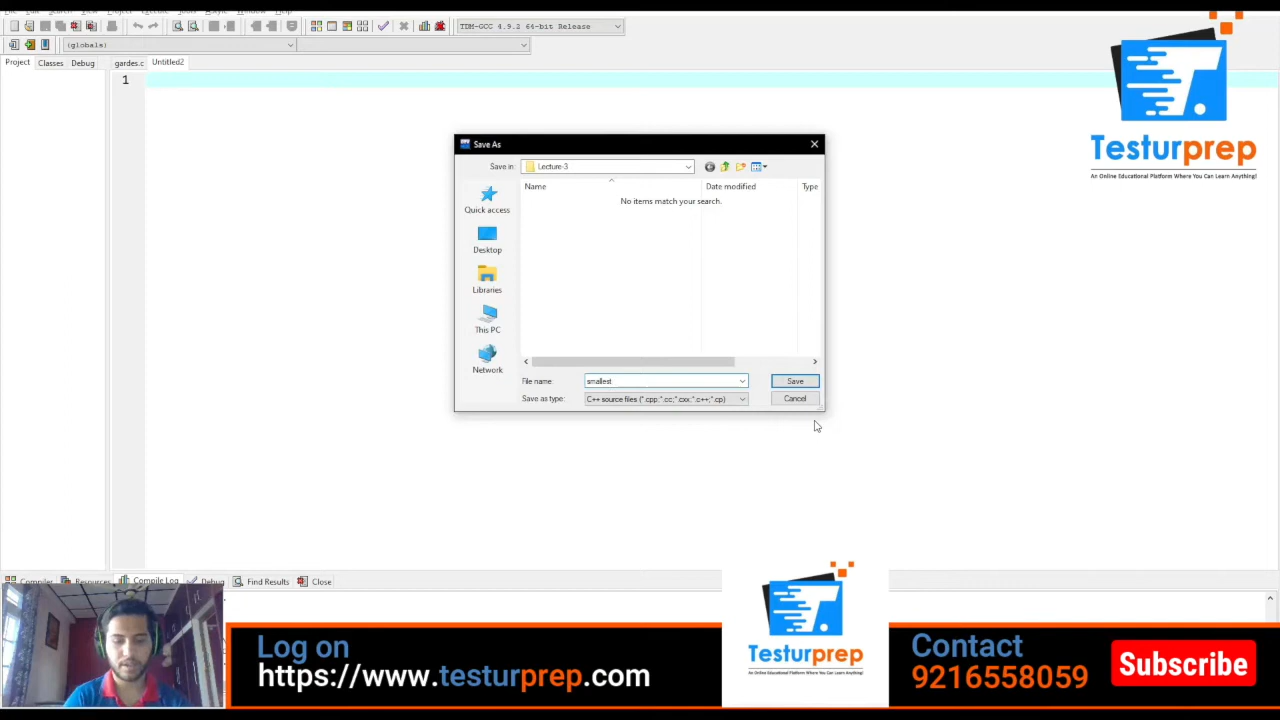 TDM-GCC 4.9.2 64-bit Release
(globals)
Project Classes Debug gardes.c Untitled2
1
Testurprep
An Online Educational Platform Where You Can Learn Anything!
Save As
Save in: Lecture-3
Name Date modified Type
No items match your search.
Quick access
Desktop
Libraries
This PC
Network
File name: smallest Save
Save as type: C++ source files (*.cpp;*.cc;*.cxx;*.c++;*.cp) Cancel
Compiler Resources Compile Log Debug Find Results Close
Log on
https://www.testurprep.com
Testurprep
An Online Educational Platform Where You Can Learn Anything!
Contact
9216558059
Subscribe